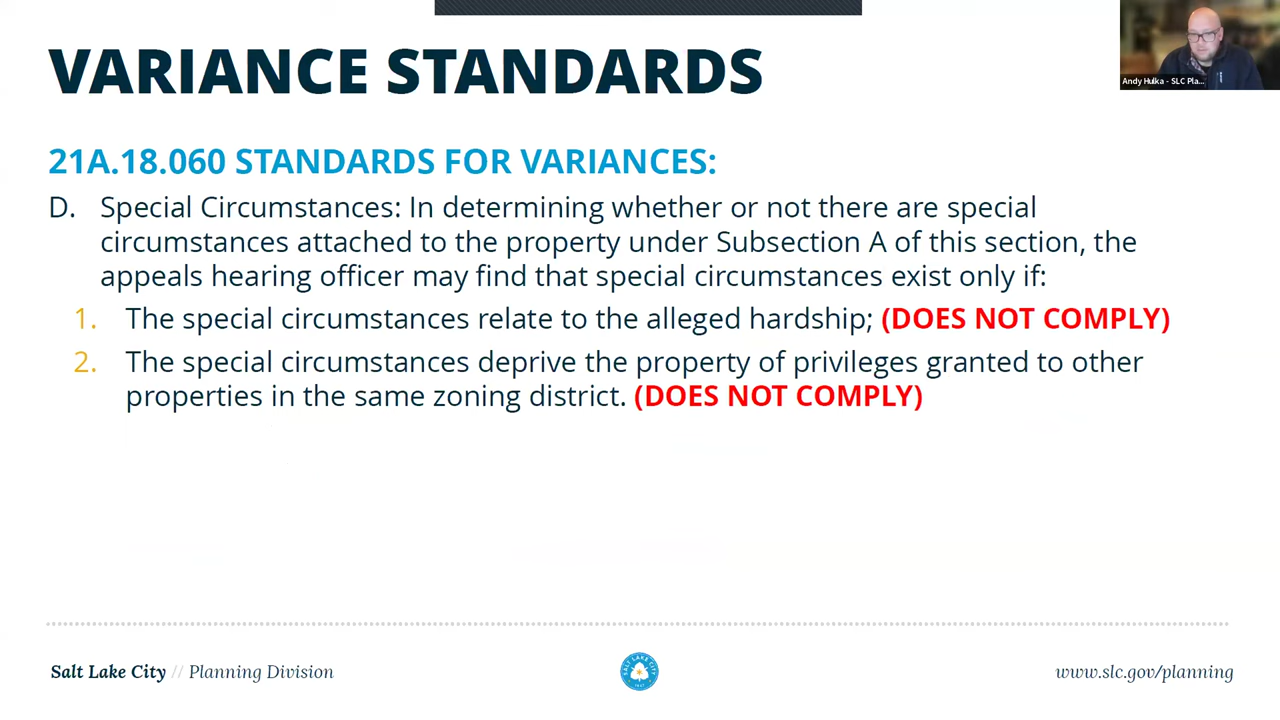 VARIANCE STANDARDS
Andy Hulka - SLC Pla...
21A.18.060 STANDARDS FOR VARIANCES:
D. Special Circumstances: In determining whether or not there are special
circumstances attached to the property under Subsection A of this section, the
appeals hearing officer may find that special circumstances exist only if:
1. The special circumstances relate to the alleged hardship; (DOES NOT COMPLY)
2. The special circumstances deprive the property of privileges granted to other
properties in the same zoning district. (DOES NOT COMPLY)
Salt Lake City // Planning Division
SALT LAKE CITY
1847
www.slc.gov/planning